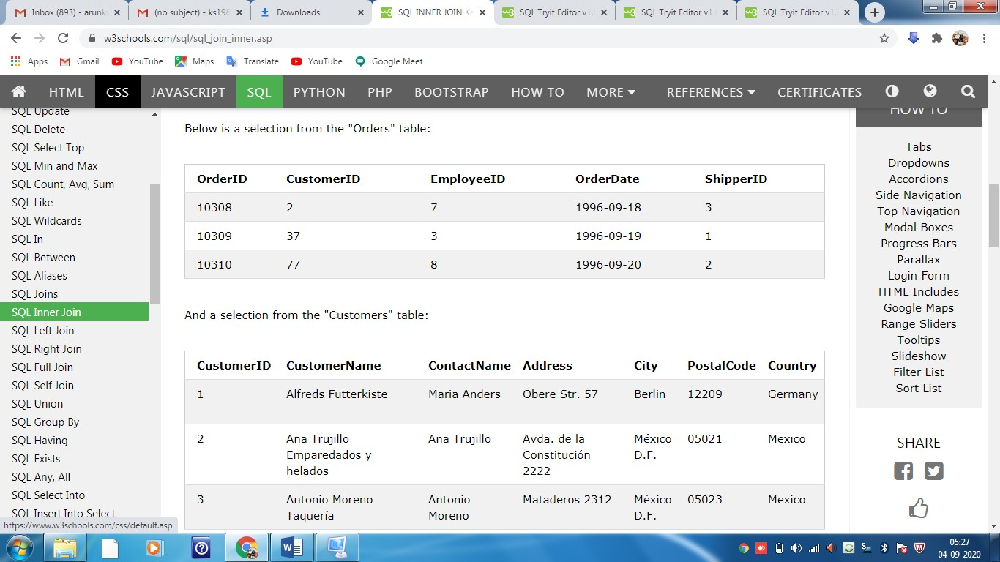 Inbox (893) - arunk
(no subject) - ks198
Downloads
SQL INNER JOIN Ke
SQL Tryit Editor v1.
SQL Tryit Editor v1.
SQL Tryit Editor v1.
w3schools.com/sql/sql_join_inner.asp
Apps Gmail YouTube Maps Translate YouTube Google Meet
HTML CSS JAVASCRIPT SQL PYTHON PHP BOOTSTRAP HOW TO MORE REFERENCES CERTIFICATES
SQL Update
SQL Delete
SQL Select Top
SQL Min and Max
SQL Count, Avg, Sum
SQL Like
SQL Wildcards
SQL In
SQL Between
SQL Aliases
SQL Joins
SQL Inner Join
SQL Left Join
SQL Right Join
SQL Full Join
SQL Self Join
SQL Union
SQL Group By
SQL Having
SQL Exists
SQL Any, All
SQL Select Into
SQL Insert Into Select
https://www.w3schools.com/css/default.asp
Below is a selection from the "Orders" table:
OrderID CustomerID EmployeeID OrderDate ShipperID
10308 2 7 1996-09-18 3
10309 37 3 1996-09-19 1
10310 77 8 1996-09-20 2
And a selection from the "Customers" table:
CustomerID CustomerName ContactName Address City PostalCode Country
1 Alfreds Futterkiste Maria Anders Obere Str. 57 Berlin 12209 Germany
2 Ana Trujillo Ana Trujillo Avda. de la México 05021 Mexico
Emparedados y Constitución D.F.
helados 2222
3 Antonio Moreno Antonio Mataderos 2312 México 05023 Mexico
Taquería Moreno D.F.
HOW TO
Tabs
Dropdowns
Accordions
Side Navigation
Top Navigation
Modal Boxes
Progress Bars
Parallax
Login Form
HTML Includes
Google Maps
Range Sliders
Tooltips
Slideshow
Filter List
Sort List
SHARE
05:27
04-09-2020